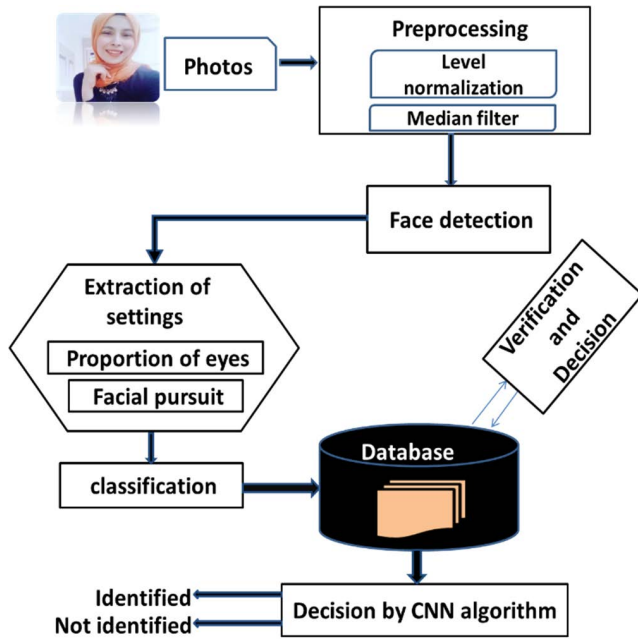 Photos
Preprocessing
Level
normalization
Median filter
Face detection
Extraction of
settings
Proportion of eyes
Facial pursuit
Verification
and
Decision
classification
Database
Decision by CNN algorithm
Identified
Not identified